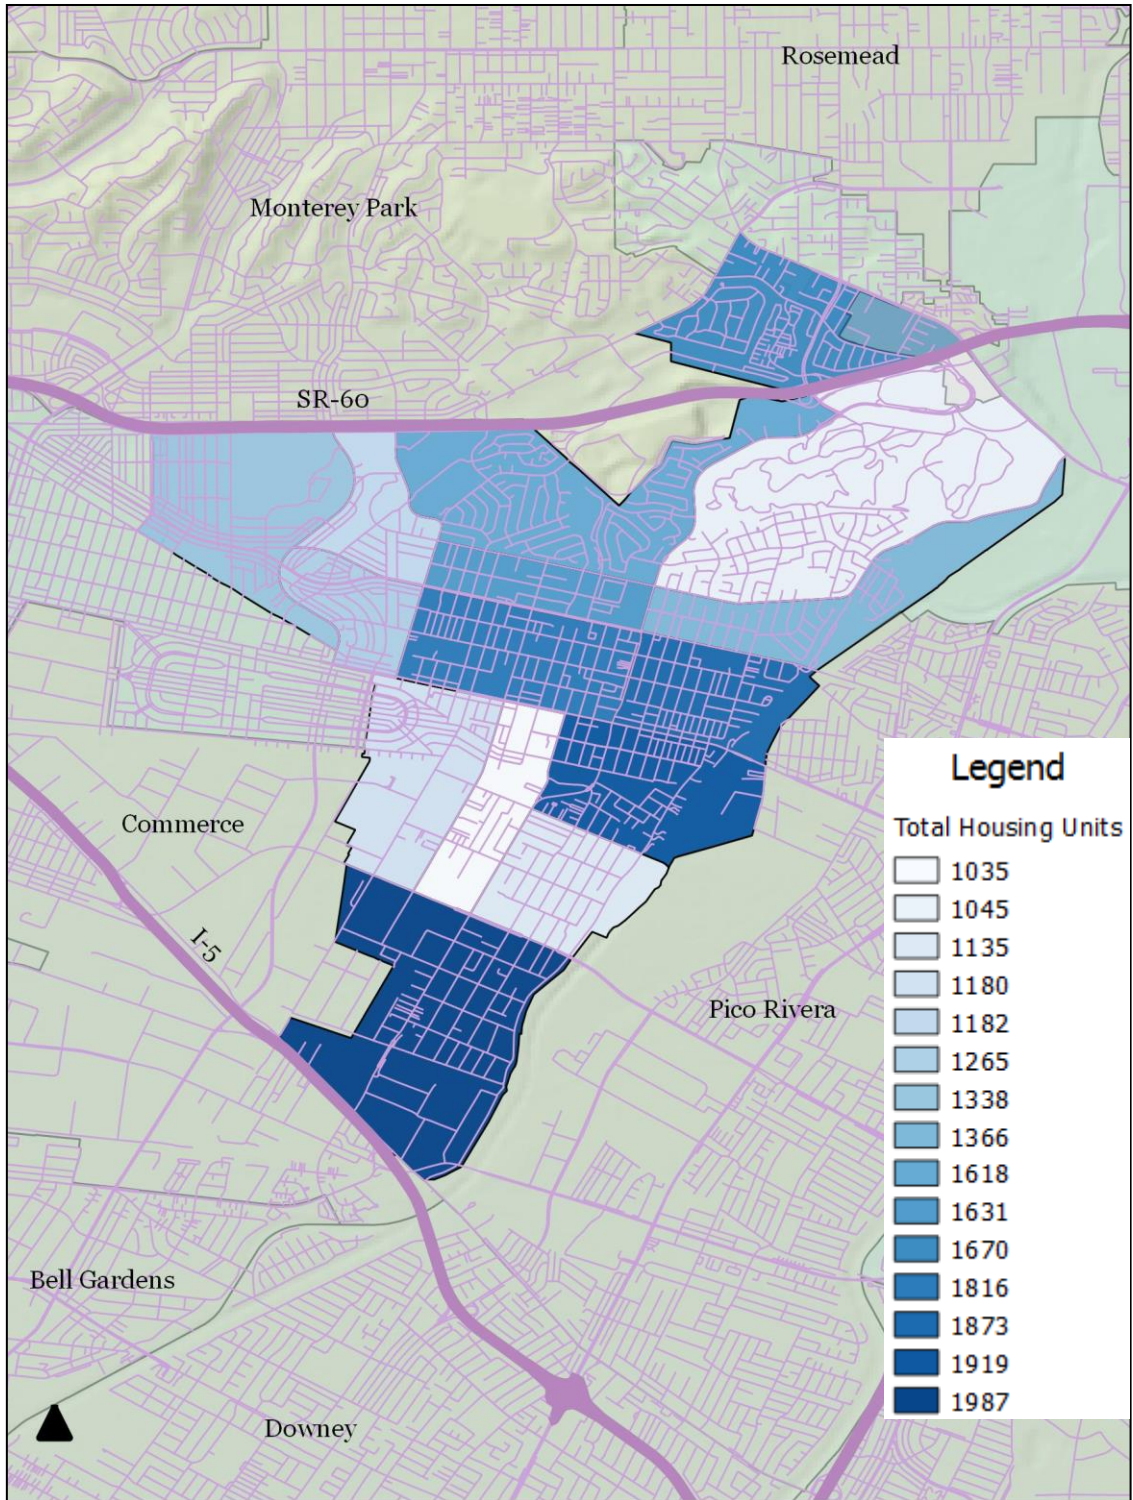 Rosemead
Monterey Park
SR-60
Commerce
I-5
Pico Rivera
Bell Gardens
Downey
Legend
Total Housing Units
1035
1045
1135
1180
1182
1265
1338
1366
1618
1631
1670
1816
1873
1919
1987